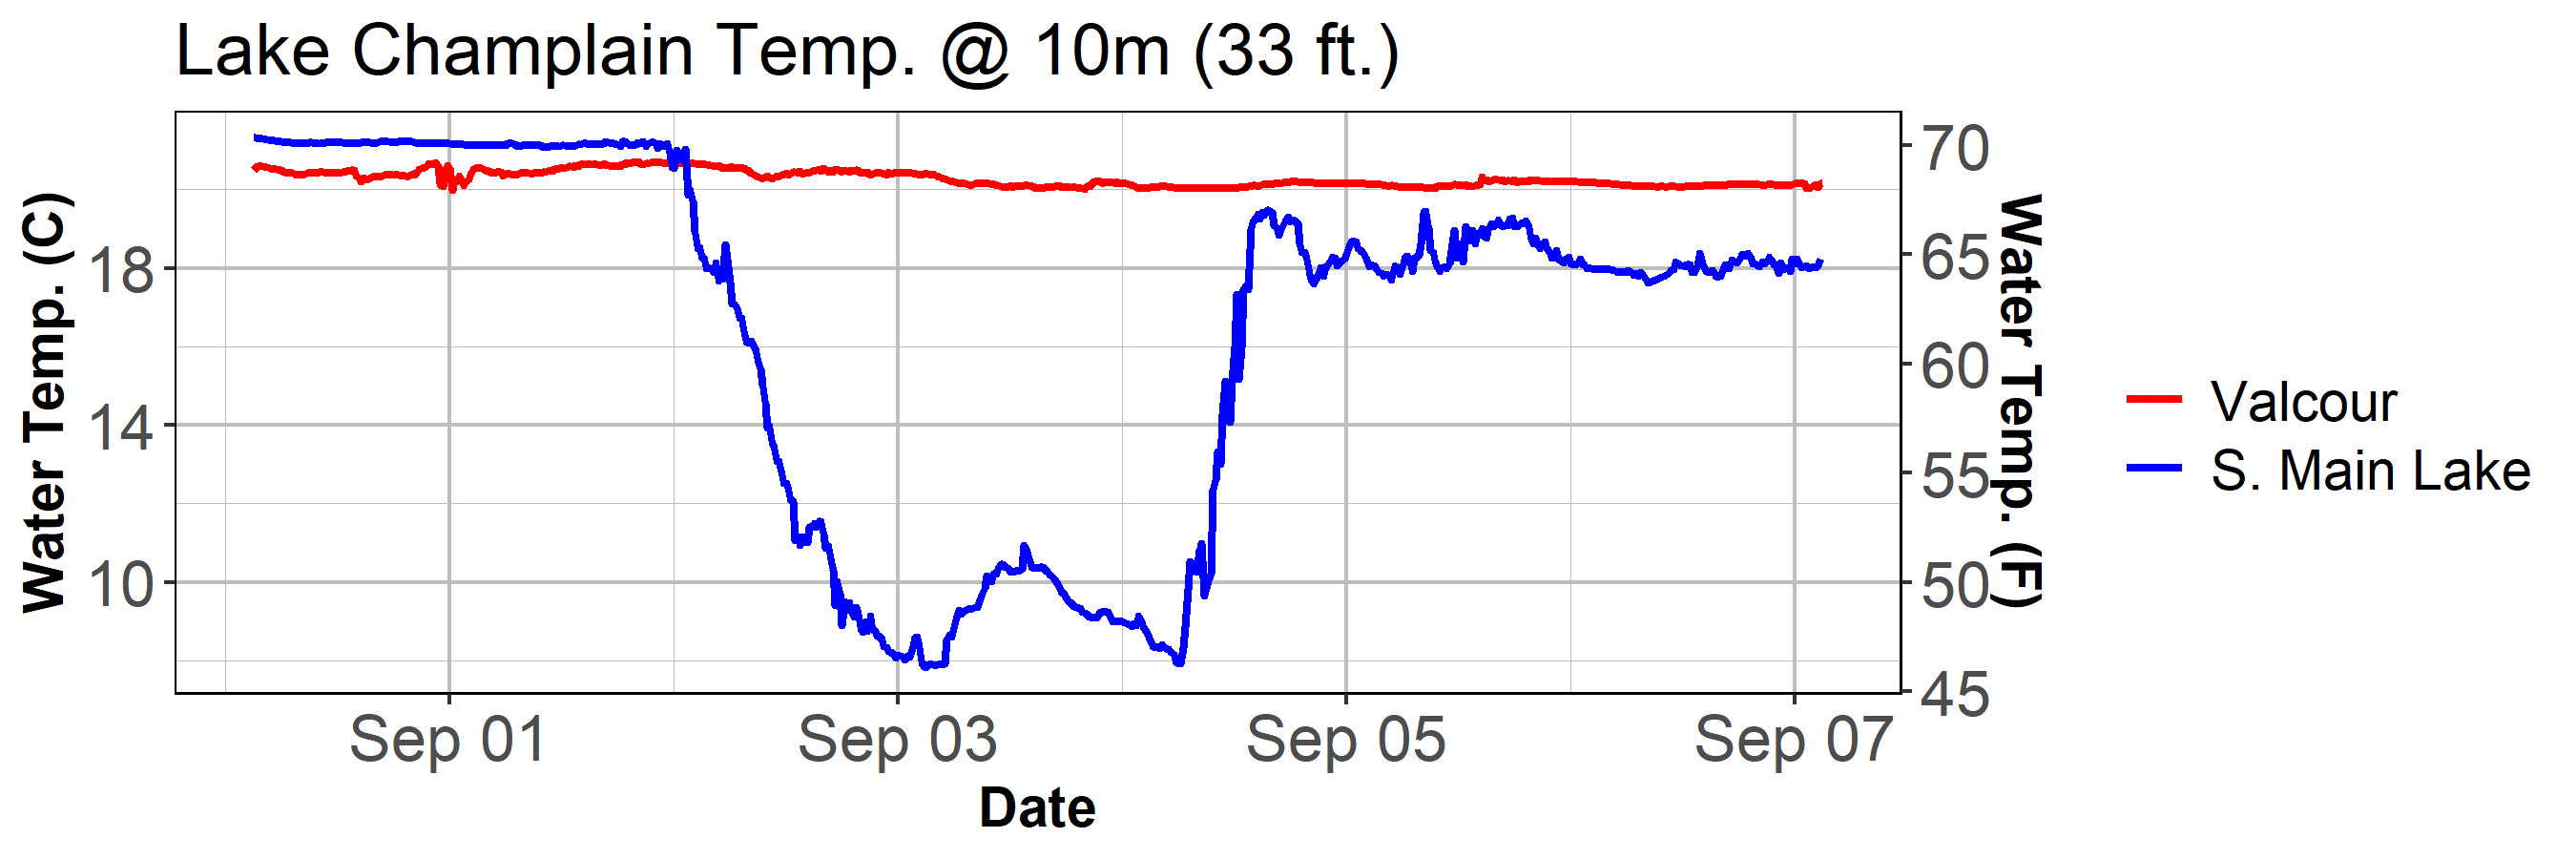 Lake Champlain Temp. @ 10m (33 ft.)
Water Temp. (C)
18
14
10
70
65
60
55
50
45
Water Temp. (F)
Valcour
S. Main Lake
Sep 01
Sep 03
Sep 05
Sep 07
Date